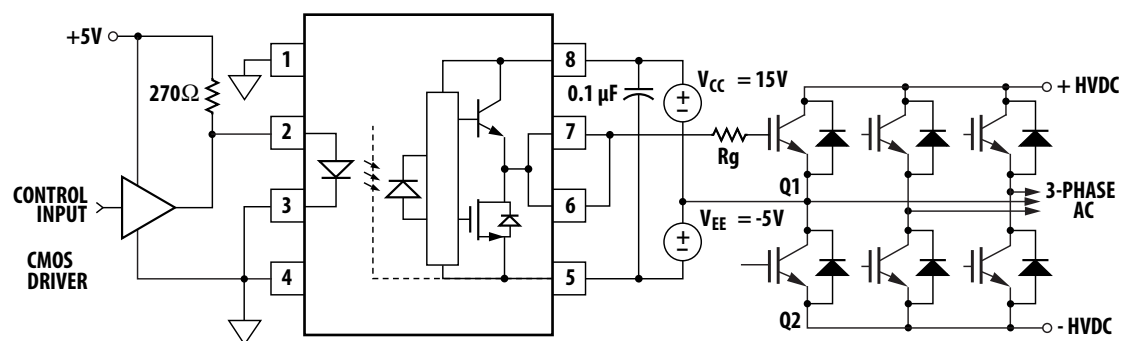 +5V
270Ω
CONTROL
INPUT
CMOS
DRIVER
1
2
3
4
8
7
6
5
0.1 µF
VCC = 15V
VEE = -5V
Rg
Q1
Q2
+ HVDC
3-PHASE
AC
- HVDC